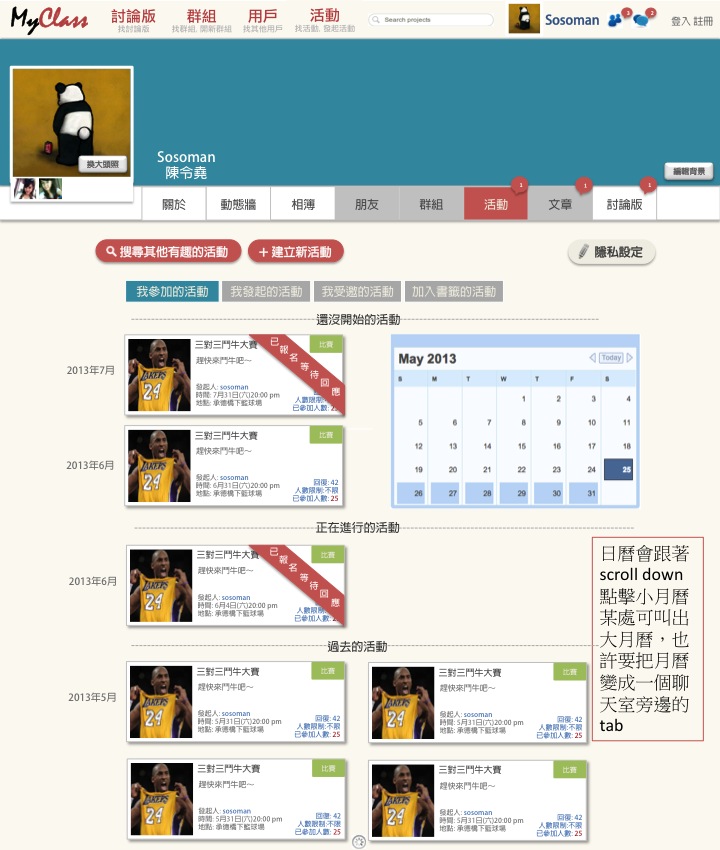 MyClass
討論版 群組 用戶 活動
找討論版 找群組, 開新群組 找其他用戶 找活動, 發起活動
Search projects
Sosoman
3
2
登入 註冊
換大頭照
Sosoman
陳令堯
編輯背景
關於 動態牆 相簿 朋友 群組 活動 文章 討論版
1
1
1
搜尋其他有趣的活動
+ 建立新活動
隱私設定
我參加的活動 我發起的活動 我受邀的活動 加入書籤的活動
還沒開始的活動
2013年7月
三對三鬥牛大賽
比賽
趕快來鬥牛吧～
已報名等待回應
發起人: sosoman
時間: 7月31日(六)20:00 pm
地點: 承德橋下籃球場
人數限制:
已參加人數: 25
2013年6月
三對三鬥牛大賽
比賽
趕快來鬥牛吧～
發起人: sosoman
時間: 6月31日(六)20:00 pm
地點: 承德橋下籃球場
回復: 42
人數限制:不限
已參加人數: 25
May 2013
Today
S M T W T F S
1 2 3 4
5 6 7 8 9 10 11
12 13 14 15 16 17 18
19 20 21 22 23 24 25
26 27 28 29 30 31
正在進行的活動
2013年6月
三對三鬥牛大賽
比賽
趕快來鬥牛吧～
已報名等待回應
發起人: sosoman
時間: 6月4日(六)20:00 pm
地點: 承德橋下籃球場
人數限制:
已參加人數: 25
日曆會跟著
scroll down
點擊小月曆
某處可叫出
大月曆，也
許要把月曆
變成一個聊
天室旁邊的
tab
過去的活動
2013年5月
三對三鬥牛大賽
比賽
趕快來鬥牛吧～
發起人: sosoman
時間: 5月31日(六)20:00 pm
地點: 承德橋下籃球場
回復: 42
人數限制:不限
已參加人數: 25
三對三鬥牛大賽
比賽
趕快來鬥牛吧～
發起人: sosoman
時間: 5月31日(六)20:00 pm
地點: 承德橋下籃球場
回復: 42
人數限制:不限
已參加人數: 25
三對三鬥牛大賽
比賽
趕快來鬥牛吧～
發起人: sosoman
時間: 5月31日(六)20:00 pm
地點: 承德橋下籃球場
回復: 42
人數限制:不限
已參加人數: 25
三對三鬥牛大賽
比賽
趕快來鬥牛吧～
發起人: sosoman
時間: 5月31日(六)20:00 pm
地點: 承德橋下籃球場
回復: 42
人數限制:不限
已參加人數: 25
LAKERS
24
LAKERS
24
LAKERS
24
LAKERS
24
LAKERS
24
LAKERS
24
LAKERS
24